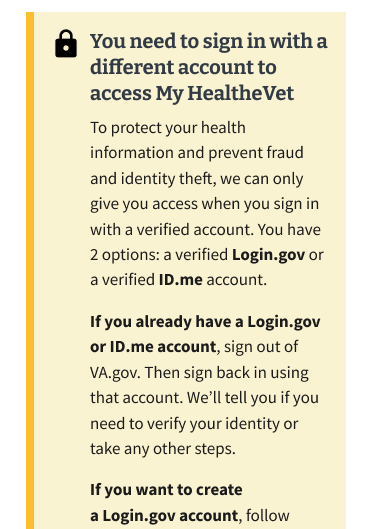 You need to sign in with a
different account to
access My HealtheVet
To protect your health
information and prevent fraud
and identity theft, we can only
give you access when you sign in
with a verified account. You have
2 options: a verified Login.gov or
a verified ID.me account.
If you already have a Login.gov
or ID.me account, sign out of
VA.gov. Then sign back in using
that account. We’ll tell you if you
need to verify your identity or
take any other steps.
If you want to create
a Login.gov account, follow